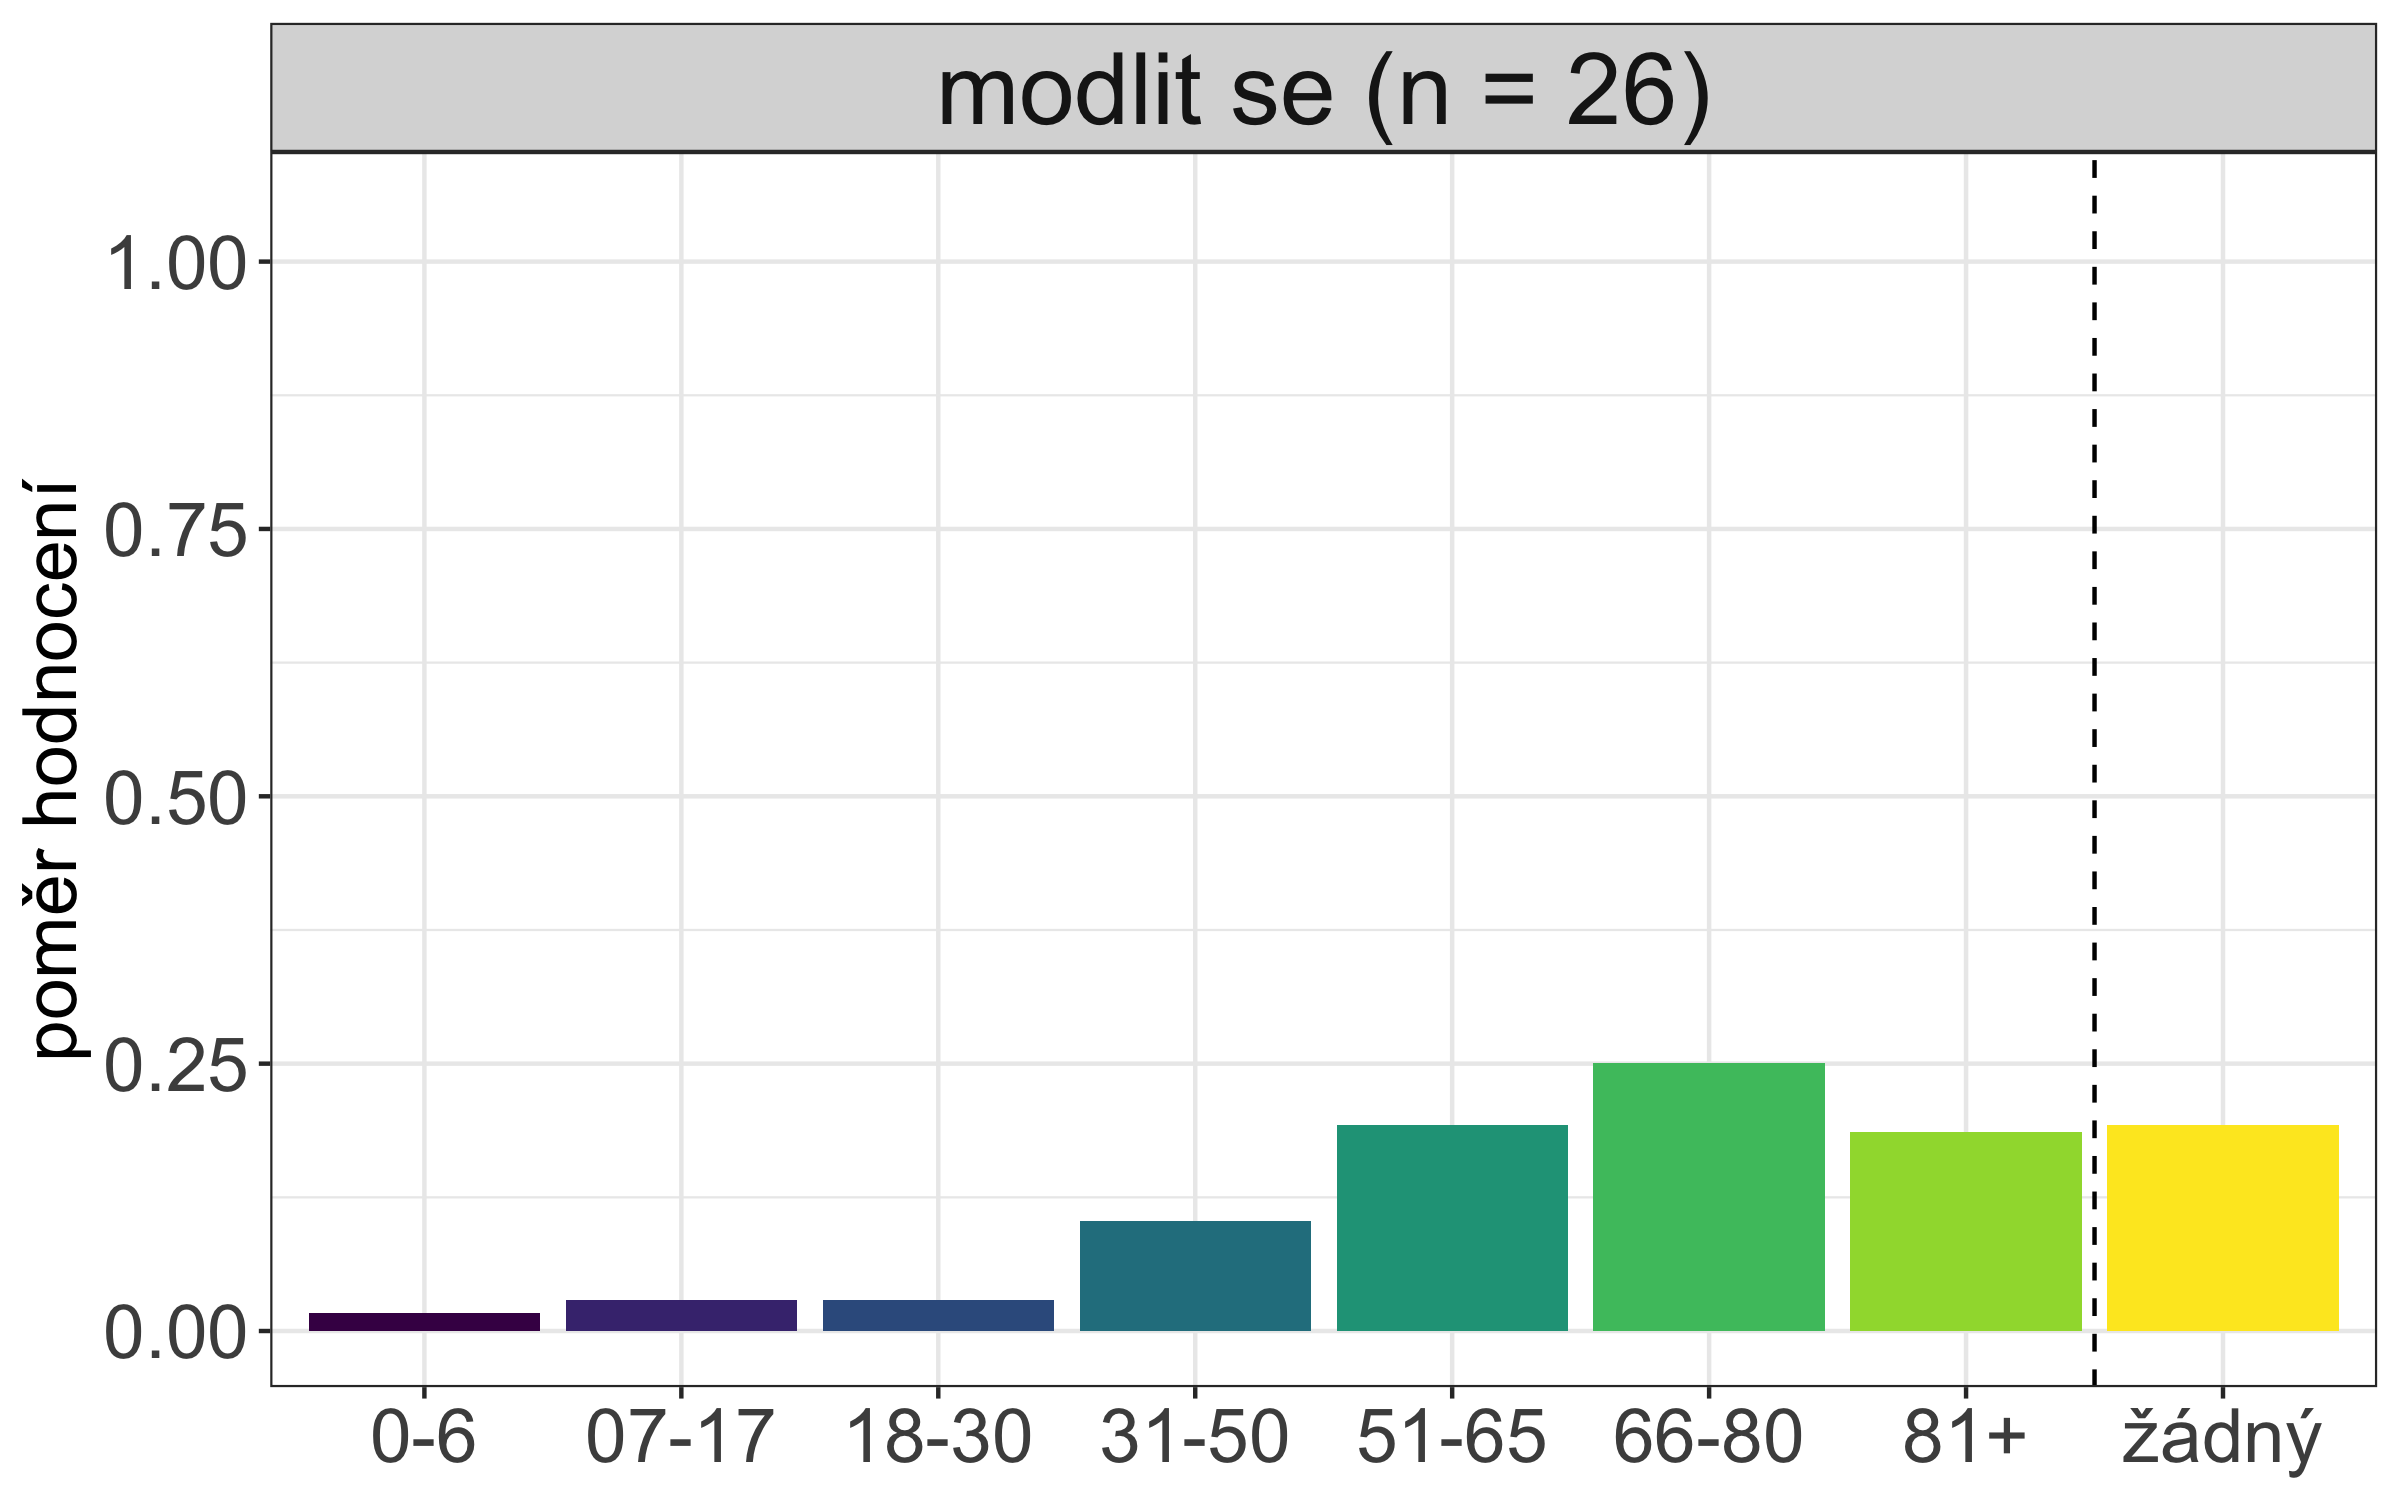 modlit se (n = 26)
poměr hodnocení
1.00
0.75
0.50
0.25
0.00
0-6 07-17 18-30 31-50 51-65 66-80 81+ žádný